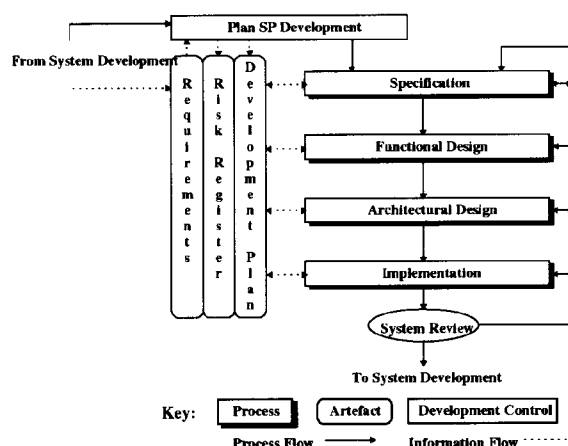 Plan SP Development
From System Development
Requirements
Risk Register
Development Plan
Specification
Functional Design
Architectural Design
Implementation
System Review
To System Development
Key: Process Artefact Development Control
Process Flow Information Flow